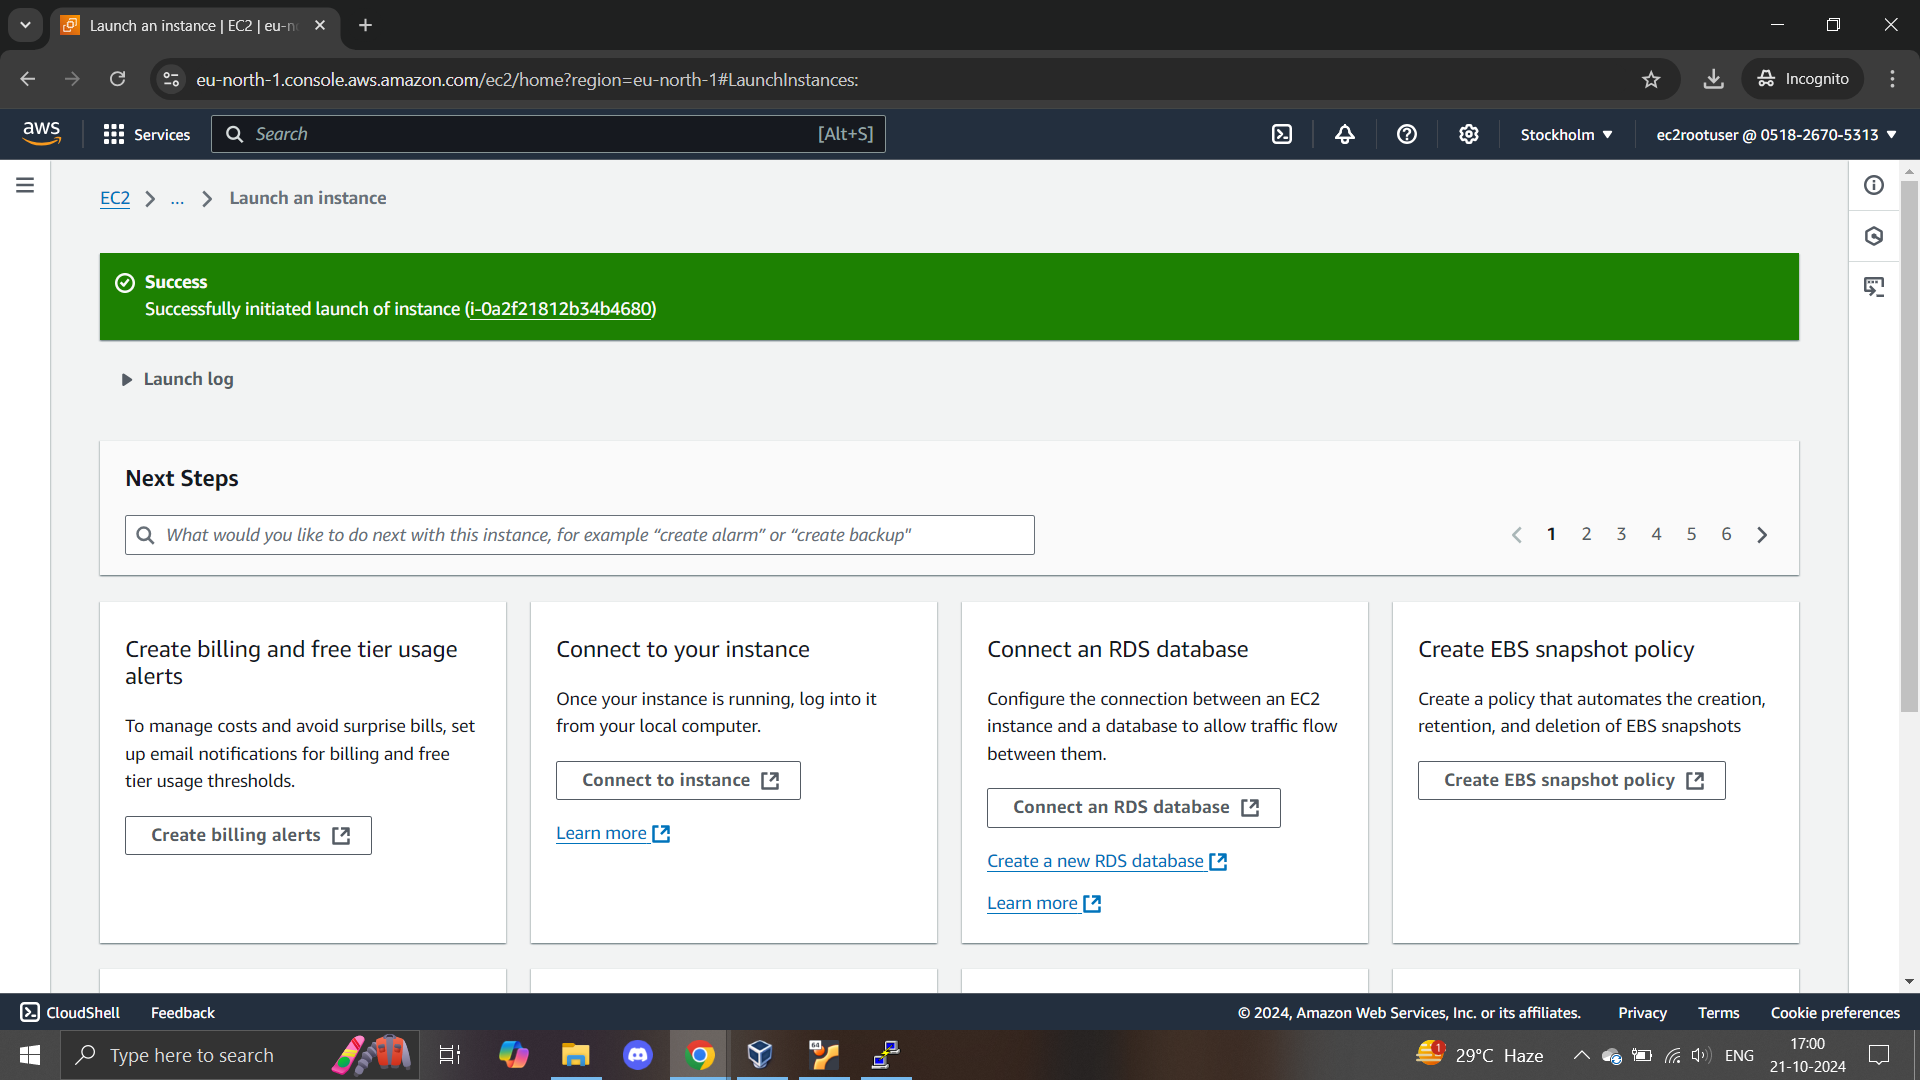 Launch an instance | EC2 | eu-n
eu-north-1.console.aws.amazon.com/ec2/home?region=eu-north-1#LaunchInstances:
Incognito
aws
Services
Search
[Alt+S]
Stockholm
ec2rootuser @ 0518-2670-5313
EC2
...
Launch an instance
Success
Successfully initiated launch of instance (i-0a2f21812b34b4680)
Launch log
Next Steps
What would you like to do next with this instance, for example “create alarm” or “create backup"
1 2 3 4 5 6
Create billing and free tier usage
alerts
To manage costs and avoid surprise bills, set
up email notifications for billing and free
tier usage thresholds.
Create billing alerts
Connect to your instance
Once your instance is running, log into it
from your local computer.
Connect to instance
Learn more
Connect an RDS database
Configure the connection between an EC2
instance and a database to allow traffic flow
between them.
Connect an RDS database
Create a new RDS database
Learn more
Create EBS snapshot policy
Create a policy that automates the creation,
retention, and deletion of EBS snapshots
Create EBS snapshot policy
CloudShell
Feedback
© 2024, Amazon Web Services, Inc. or its affiliates.
Privacy
Terms
Cookie preferences
Type here to search
64
1
29°C Haze
ENG
17:00
21-10-2024